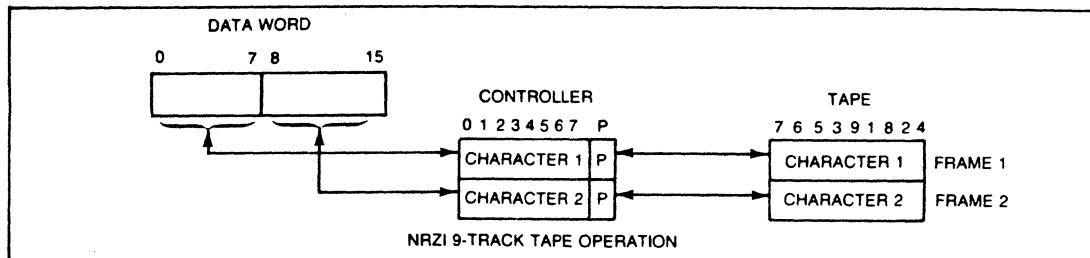 DATA WORD
0 7 8 15
CONTROLLER TAPE
0 1 2 3 4 5 6 7 P 7 6 5 3 9 1 8 2 4
CHARACTER 1 P CHARACTER 1 FRAME 1
CHARACTER 2 P CHARACTER 2 FRAME 2
NRZI 9-TRACK TAPE OPERATION